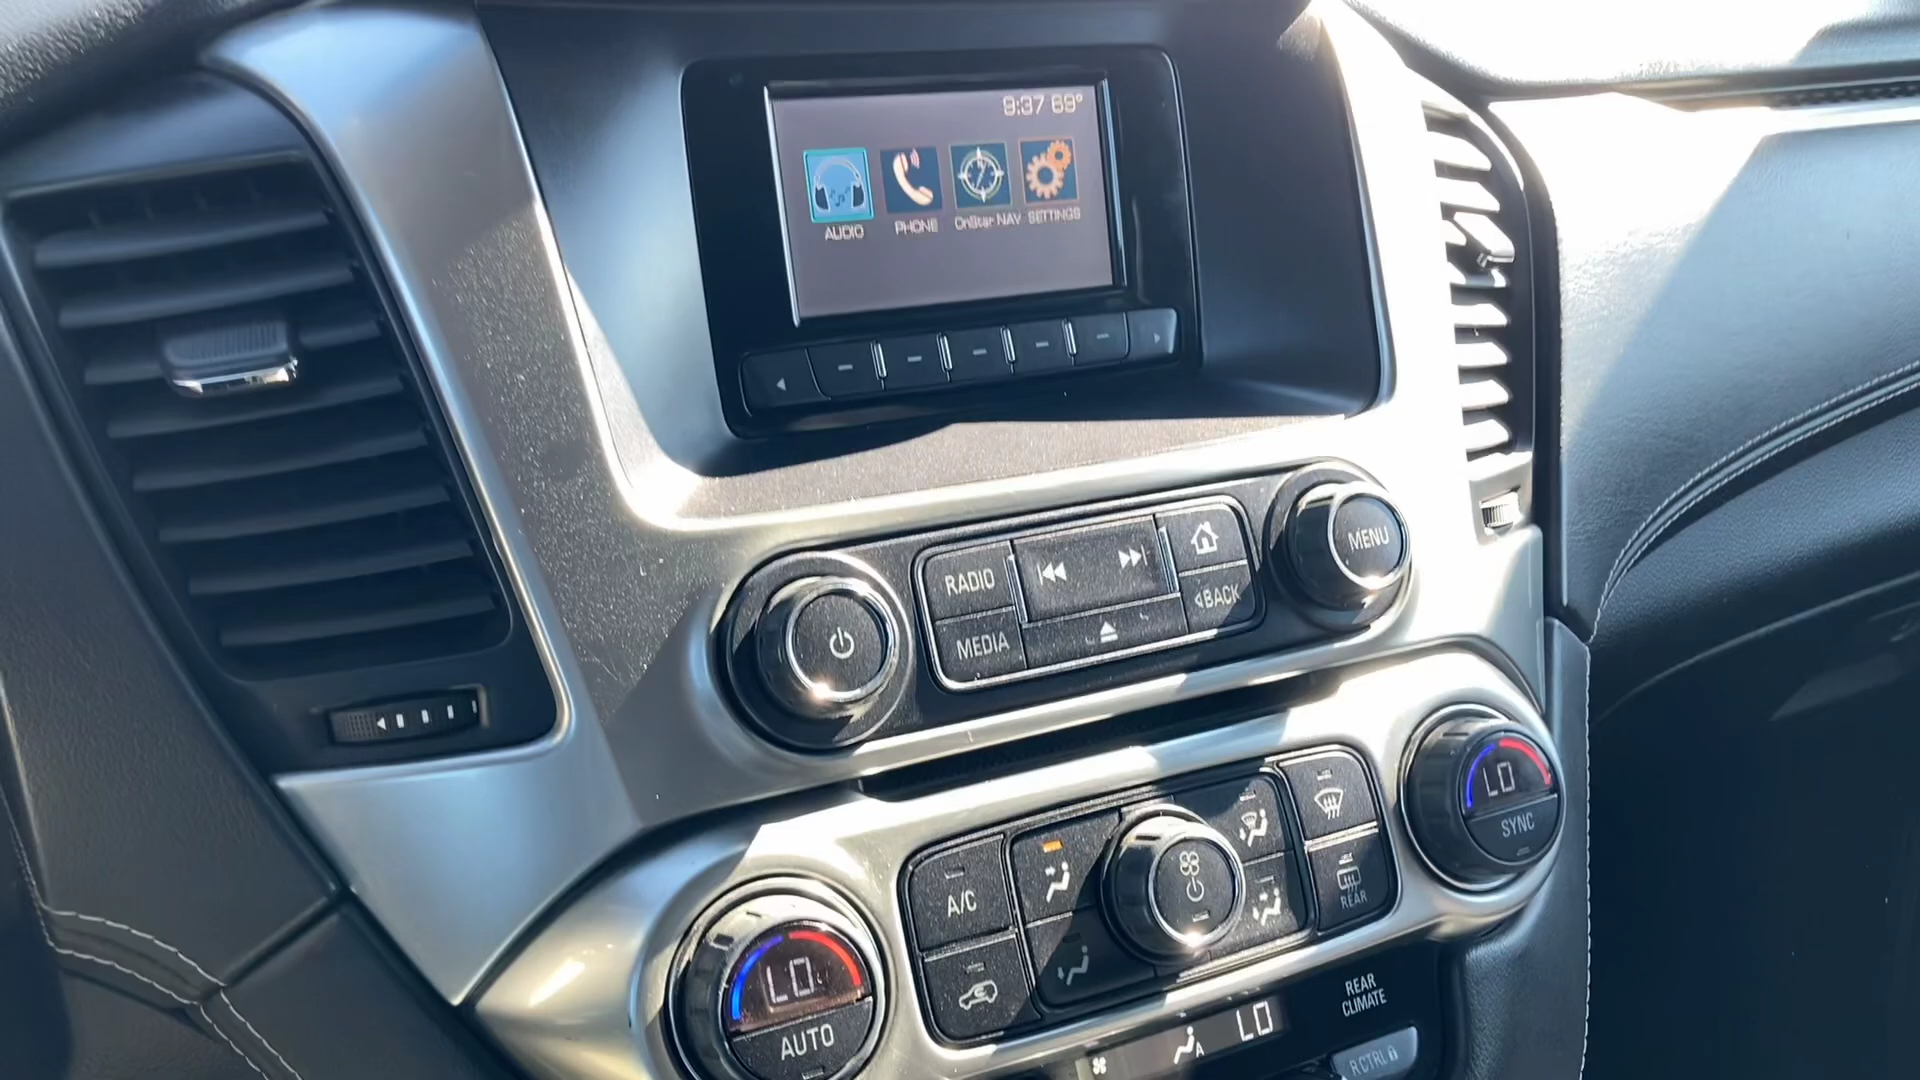 9:37 69°
AUDIO PHONE OnStar NAV SETTINGS
RADIO
MEDIA
BACK
MENU
LO
SYNC
A/C
REAR
LO
AUTO
REAR
CLIMATE
A LO
R CTRL